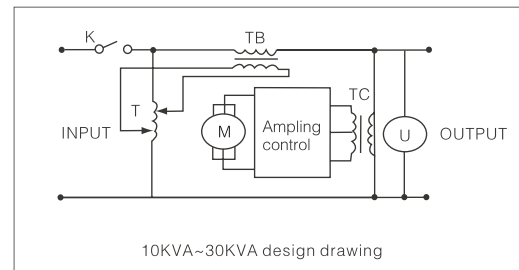 K
TB
T
TC
INPUT
M
Ampling
control
U
OUTPUT
10KVA~30KVA design drawing